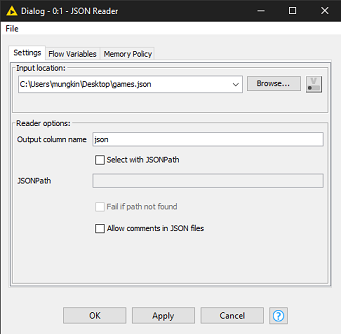 Dialog - 0:1 - JSON Reader
File
Settings Flow Variables Memory Policy
Input location:
C:\Users\mungkin\Desktop\games.json Browse... V
Reader options:
Output column name json
Select with JSONPath
JSONPath
Fail if path not found
Allow comments in JSON files
OK Apply Cancel ?